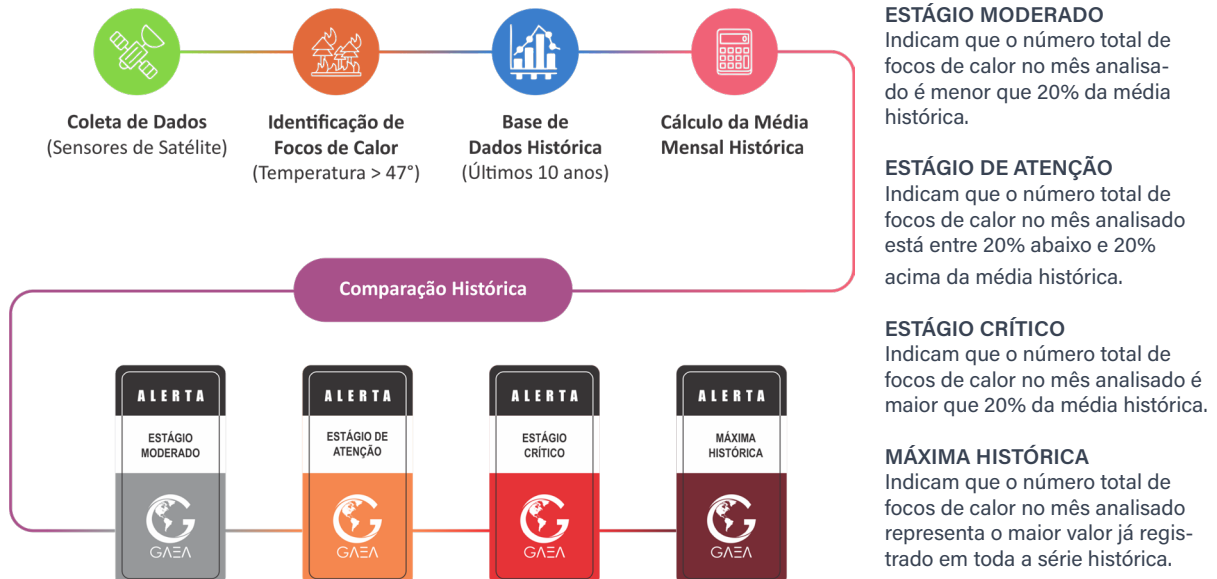 Coleta de Dados
(Sensores de Satélite)
Identificação de
Focos de Calor
(Temperatura > 47°)
Base de
Dados Histórica
(Últimos 10 anos)
Cálculo da Média
Mensal Histórica
Comparação Histórica
ALERTA
ESTÁGIO
MODERADO
GAEA
ALERTA
ESTÁGIO DE
ATENÇÃO
GAEA
ALERTA
ESTÁGIO
CRÍTICO
GAEA
ALERTA
MÁXIMA
HISTÓRICA
GAEA
ESTÁGIO MODERADO
Indicam que o número total de
focos de calor no mês analisa-
do é menor que 20% da média
histórica.
ESTÁGIO DE ATENÇÃO
Indicam que o número total de
focos de calor no mês analisado
está entre 20% abaixo e 20%
acima da média histórica.
ESTÁGIO CRÍTICO
Indicam que o número total de
focos de calor no mês analisado é
maior que 20% da média histórica.
MÁXIMA HISTÓRICA
Indicam que o número total de
focos de calor no mês analisado
representa o maior valor já regis-
trado em toda a série histórica.